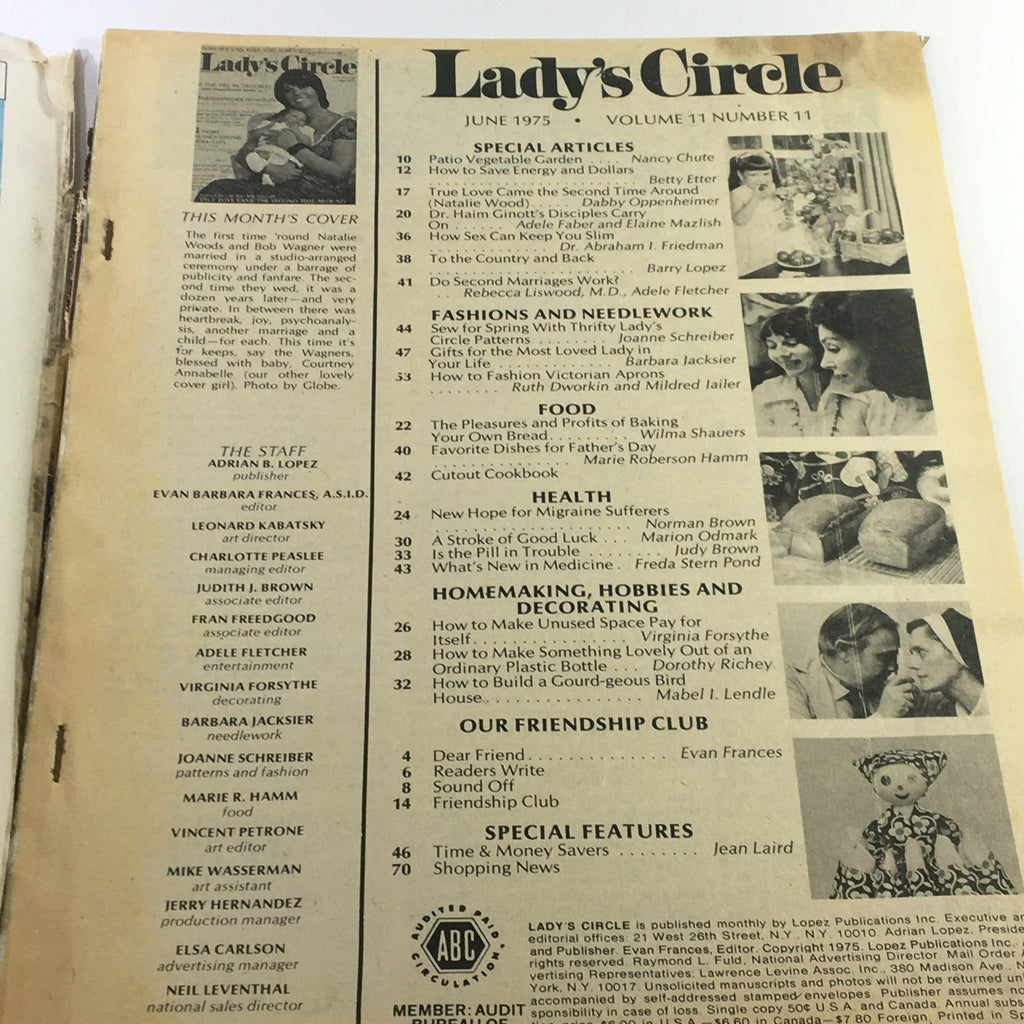 Lady's Circle
THIS MONTH'S COVER
The first time 'round Natalie
Woods and Bob Wagner were
married in a studio-arranged
ceremony under a barrage of
publicity and fanfare. The sec-
ond time they wed, it was a
dozen years later—and very
private. In between there was
heartbreak, joy, psychoanaly-
sis, another marriage and a
child—for each. This time it's
for keeps, say the Wagners,
blessed with baby, Courtney
Annabelle (our other lovely
cover girl). Photo by Globe.
THE STAFF
ADRIAN B. LOPEZ
publisher
EVAN BARBARA FRANCES, A.S.I.D.
editor
LEONARD KABATSKY
art director
CHARLOTTE PEASLEE
managing editor
JUDITH J. BROWN
associate editor
FRAN FREEDGOOD
associate editor
ADELE FLETCHER
entertainment
VIRGINIA FORSYTHE
decorating
BARBARA JACKSIER
needlework
JOANNE SCHREIBER
patterns and fashion
MARIE R. HAMM
food
VINCENT PETRONE
art editor
MIKE WASSERMAN
art assistant
JERRY HERNANDEZ
production manager
ELSA CARLSON
advertising manager
NEIL LEVENTHAL
national sales director
Lady's Circle
JUNE 1975 • VOLUME 11 NUMBER 11
SPECIAL ARTICLES
10 Patio Vegetable Garden .... Nancy Chute
12 How to Save Energy and Dollars
........................ Betty Etter
17 True Love Came the Second Time Around
(Natalie Wood)..... Dabby Oppenheimer
20 Dr. Haim Ginott's Disciples Carry
On ...... Adele Faber and Elaine Mazlish
36 How Sex Can Keep You Slim
.............. Dr. Abraham I. Friedman
38 To the Country and Back
........................ Barry Lopez
41 Do Second Marriages Work?
.. Rebecca Liswood, M.D., Adele Fletcher
FASHIONS AND NEEDLEWORK
44 Sew for Spring With Thrifty Lady's
Circle Patterns ........ Joanne Schreiber
47 Gifts for the Most Loved Lady in
Your Life ............. Barbara Jacksier
53 How to Fashion Victorian Aprons
........ Ruth Dworkin and Mildred Jailer
FOOD
22 The Pleasures and Profits of Baking
Your Own Bread......... Wilma Shauers
40 Favorite Dishes for Father's Day
.............. Marie Roberson Hamm
42 Cutout Cookbook
HEALTH
24 New Hope for Migraine Sufferers
...................... Norman Brown
30 A Stroke of Good Luck ... Marion Odmark
33 Is the Pill in Trouble ........ Judy Brown
43 What's New in Medicine . Freda Stern Pond
HOMEMAKING, HOBBIES AND
DECORATING
26 How to Make Unused Space Pay for
Itself................ Virginia Forsythe
28 How to Make Something Lovely Out of an
Ordinary Plastic Bottle ... Dorothy Richey
32 How to Build a Gourd-geous Bird
House................. Mabel I. Lendle
OUR FRIENDSHIP CLUB
4 Dear Friend.............. Evan Frances
6 Readers Write
8 Sound Off
14 Friendship Club
SPECIAL FEATURES
46 Time & Money Savers ........ Jean Laird
70 Shopping News
AUDITED PAID
ABC
CIRCULATION
MEMBER: AUDIT
BUREAU OF
LADY'S CIRCLE is published monthly by Lopez Publications Inc. Executive
editorial offices: 21 West 26th Street, N.Y., N.Y. 10010. Adrian Lopez,
and Publisher. Evan Frances, Editor. Copyright 1975. Lopez Publications Inc.
rights reserved. Raymond L. Fuld, National Advertising Director. Mail Order
vertising Representatives: Lawrence Levine Assoc. Inc., 380 Madison Ave.,
York, N.Y. 10017. Unsolicited manuscripts and photos will not be returned
accompanied by self-addressed stamped envelopes. Publisher assumes no
sponsibility in case of loss. Single copy 50¢ U.S.A. and Canada. Annual
$6.00 in U.S.A.—$6.60 in Canada—$7.80 Foreign. Printed in